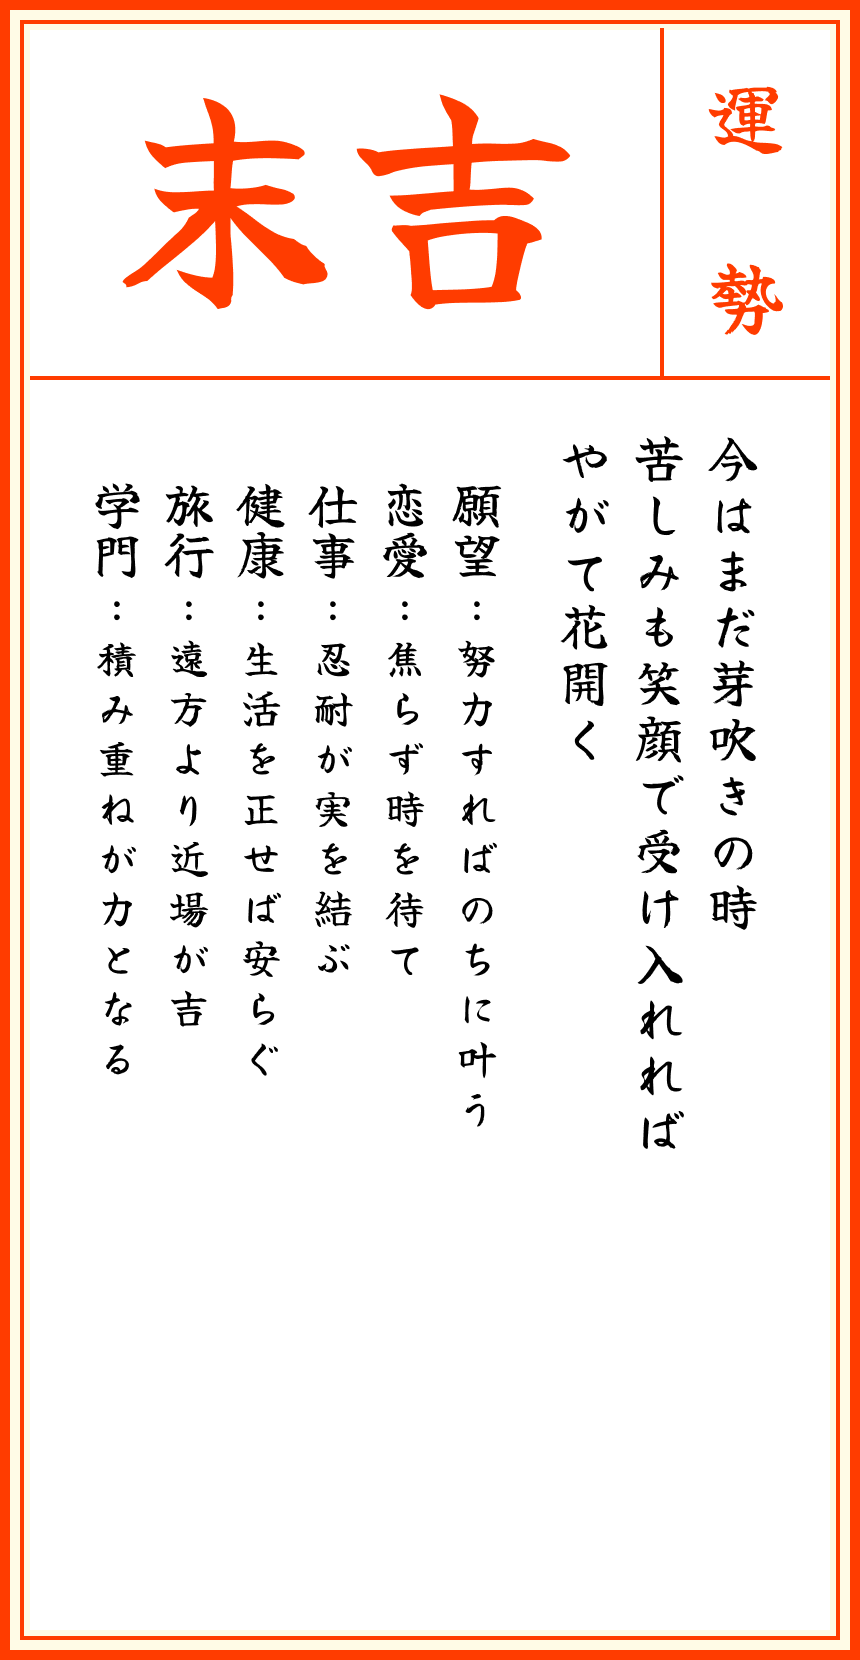 運勢
末吉
今はまだ芽吹きの時
苦しみも笑顔で受け入れれば
やがて花開く
願望：努力すればのちに叶う
恋愛：焦らず時を待て
仕事：忍耐が実を結ぶ
健康：生活を正せば安らぐ
旅行：遠方より近場が吉
学門：積み重ねが力となる